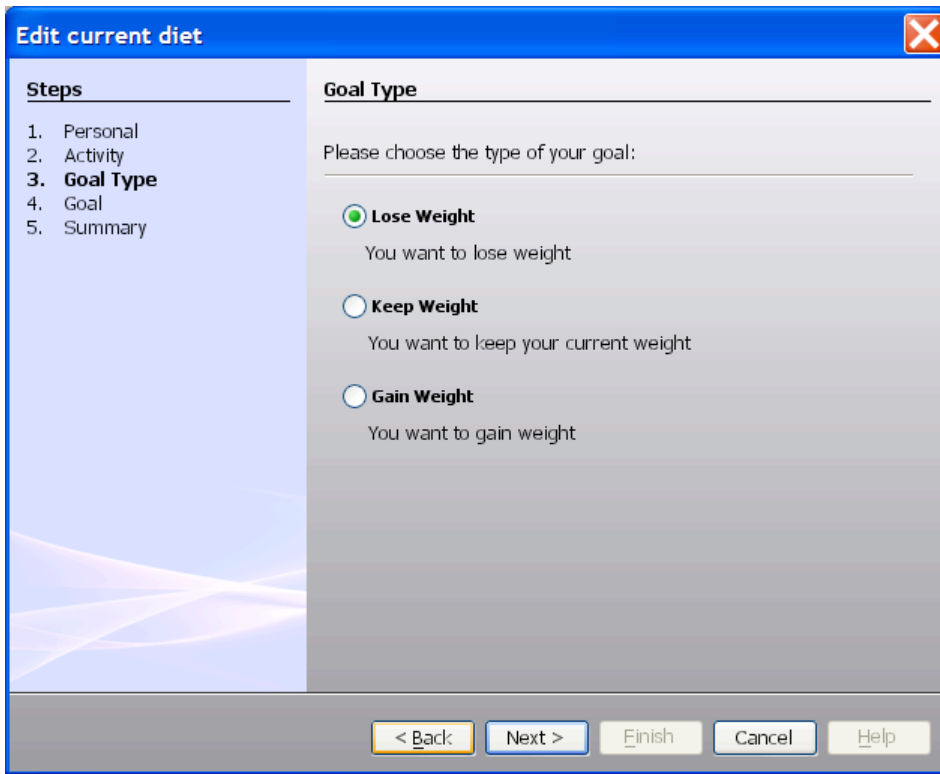 Edit current diet
Steps
1. Personal
2. Activity
3. Goal Type
4. Goal
5. Summary
Goal Type
Please choose the type of your goal:
Lose Weight
You want to lose weight
Keep Weight
You want to keep your current weight
Gain Weight
You want to gain weight
< Back Next > Finish Cancel Help